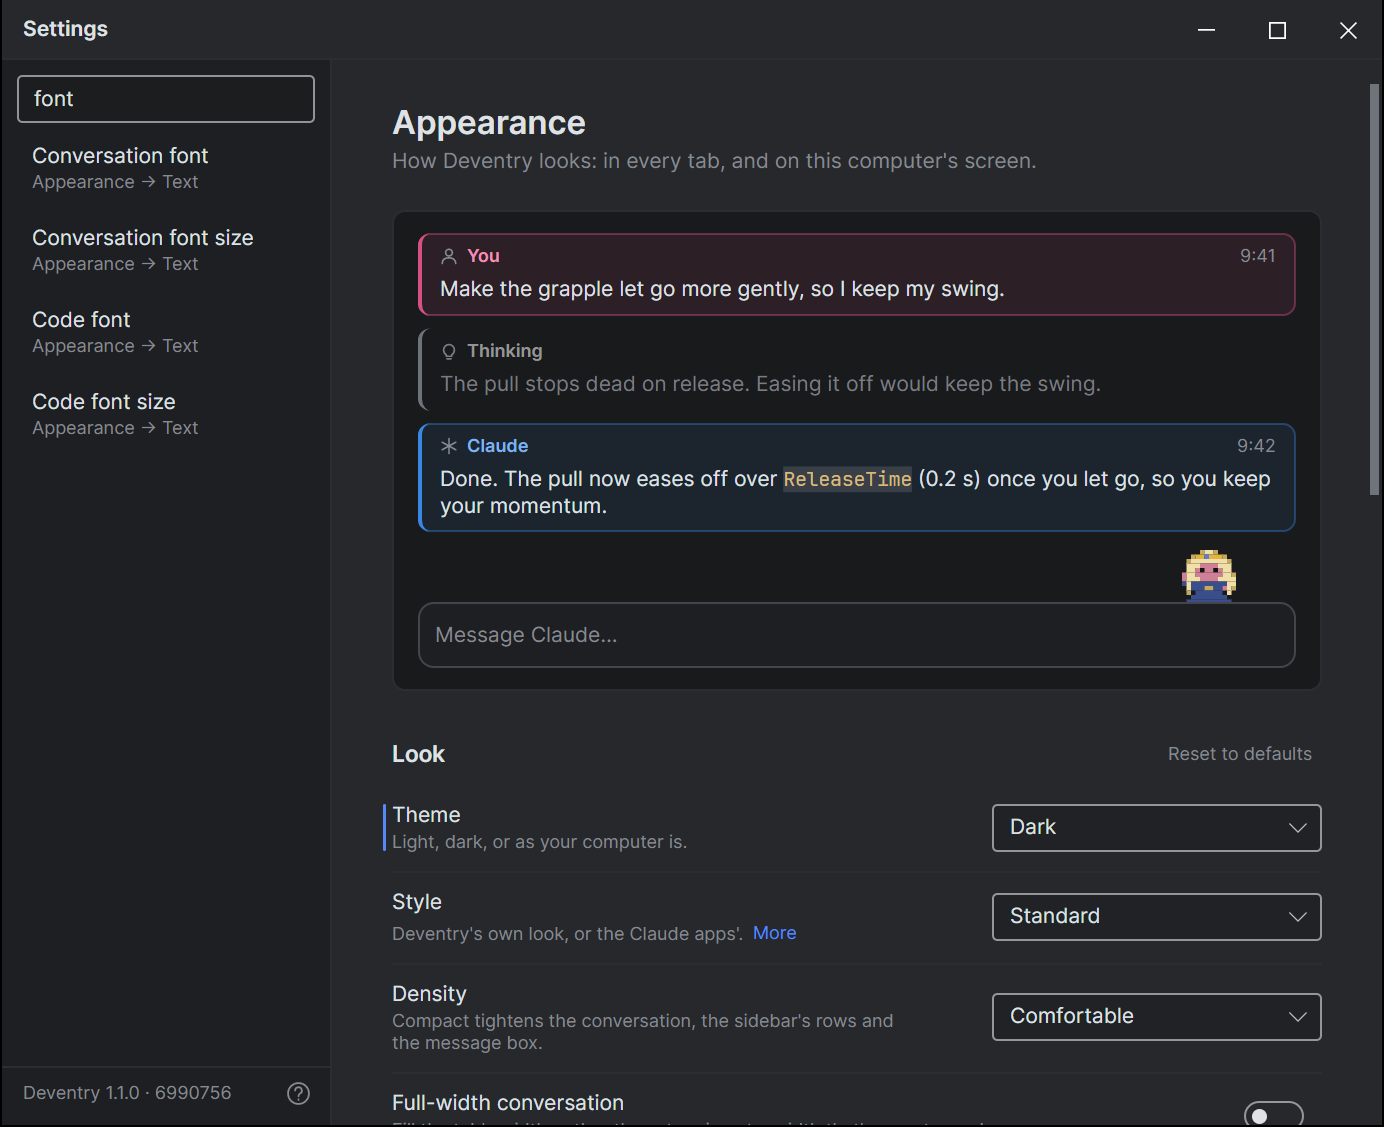 Settings
font
Conversation font
Appearance → Text
Conversation font size
Appearance → Text
Code font
Appearance → Text
Code font size
Appearance → Text
Deventry 1.1.0 · 6990756
Appearance
How Deventry looks: in every tab, and on this computer's screen.
You 9:41
Make the grapple let go more gently, so I keep my swing.
Thinking
The pull stops dead on release. Easing it off would keep the swing.
Claude 9:42
Done. The pull now eases off over ReleaseTime (0.2 s) once you let go, so you keep
your momentum.
Message Claude...
Look Reset to defaults
Theme
Light, dark, or as your computer is.
Dark
Style
Deventry's own look, or the Claude apps'. More
Standard
Density
Compact tightens the conversation, the sidebar's rows and
the message box.
Comfortable
Full-width conversation